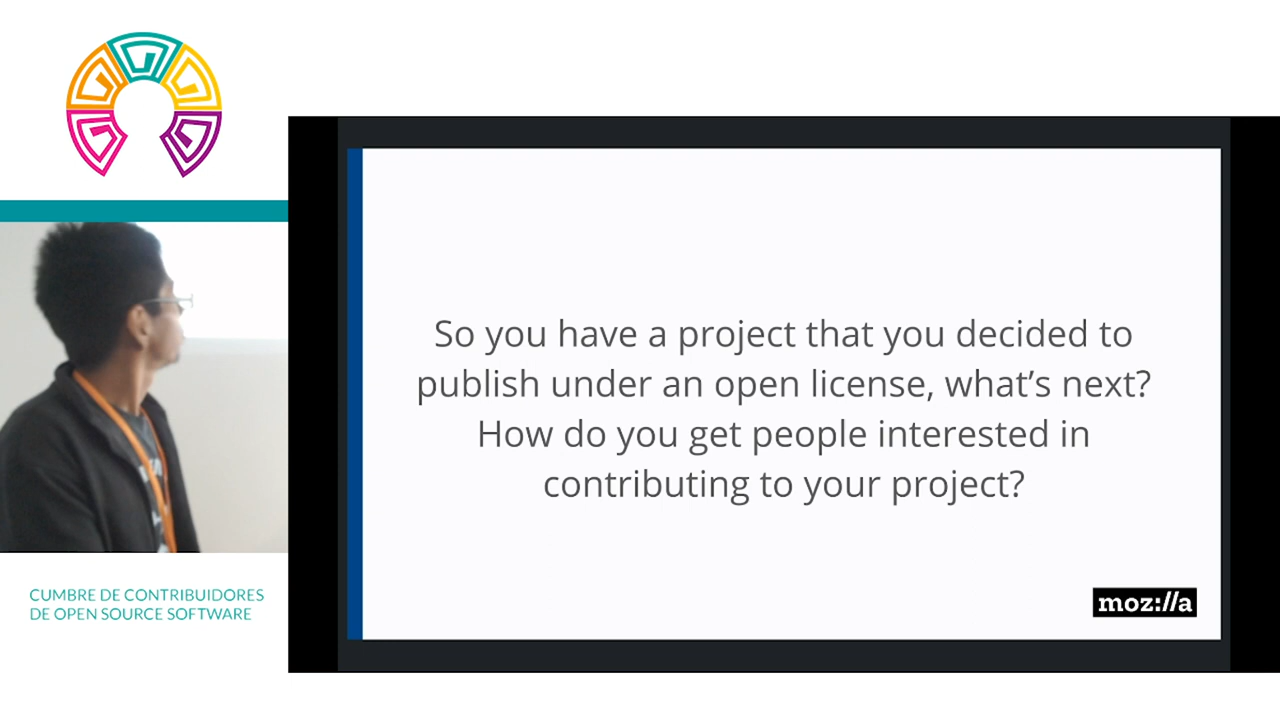 CUMBRE DE CONTRIBUIDORES
DE OPEN SOURCE SOFTWARE
So you have a project that you decided to
publish under an open license, what’s next?
How do you get people interested in
contributing to your project?
moz://a